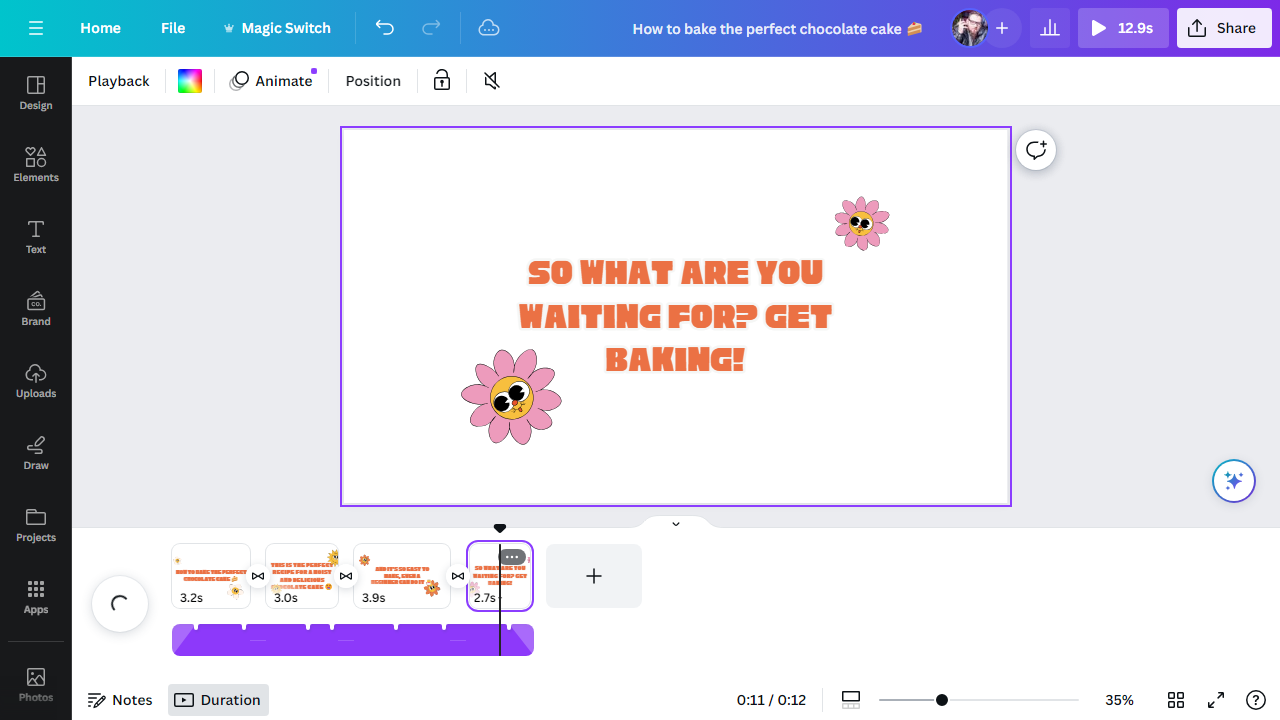 Home
File
Magic Switch
How to bake the perfect chocolate cake 🍰
12.9s
Share
Design
Elements
Text
CO.
Brand
Uploads
Draw
Projects
Apps
Photos
Playback
Animate
Position
SO WHAT ARE YOU
WAITING FOR? GET
BAKING!
HOW TO BAKE THE PERFECT
CHOCOLATE CAKE
3.2s
THIS IS THE PERFECT
RECIPE FOR A MOIST
AND DELICIOUS
CHOCOLATE CAKE
3.0s
AND IT'S SO EASY TO
MAKE, EVEN A
BEGINNER CAN DO IT
3.9s
SO WHAT ARE YOU
WAITING FOR? GET
BAKING!
2.7s
Notes
Duration
0:11 / 0:12
35%